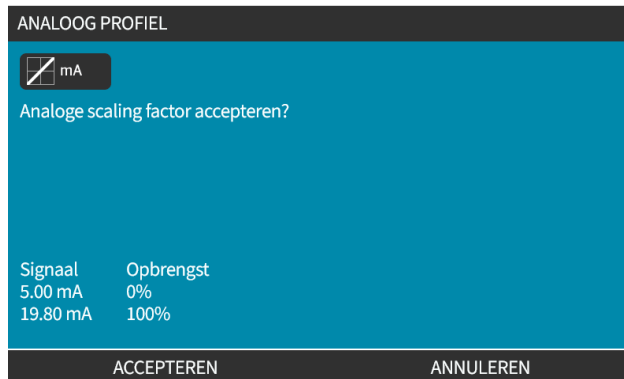 ANALOOG PROFIEL
mA
Analoge scaling factor accepteren?
Signaal Opbrengst
5.00 mA 0%
19.80 mA 100%
ACCEPTEREN ANNULEREN